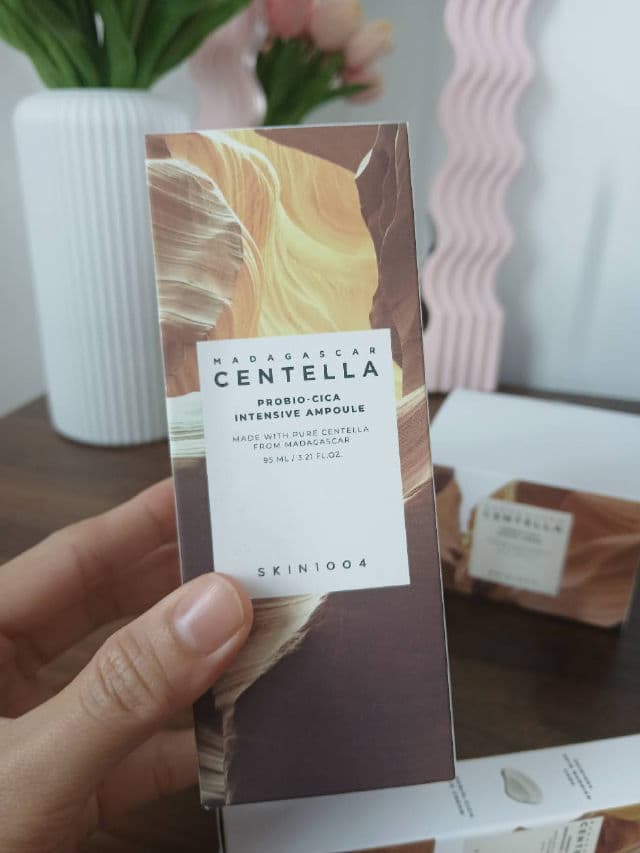 MADAGASCAR
CENTELLA
PROBIO-CICA
INTENSIVE AMPOULE
MADE WITH PURE CENTELLA
FROM MADAGASCAR
95 ML / 3.21 FL.OZ.
SKIN1004
CENTELLA
CENTELLA